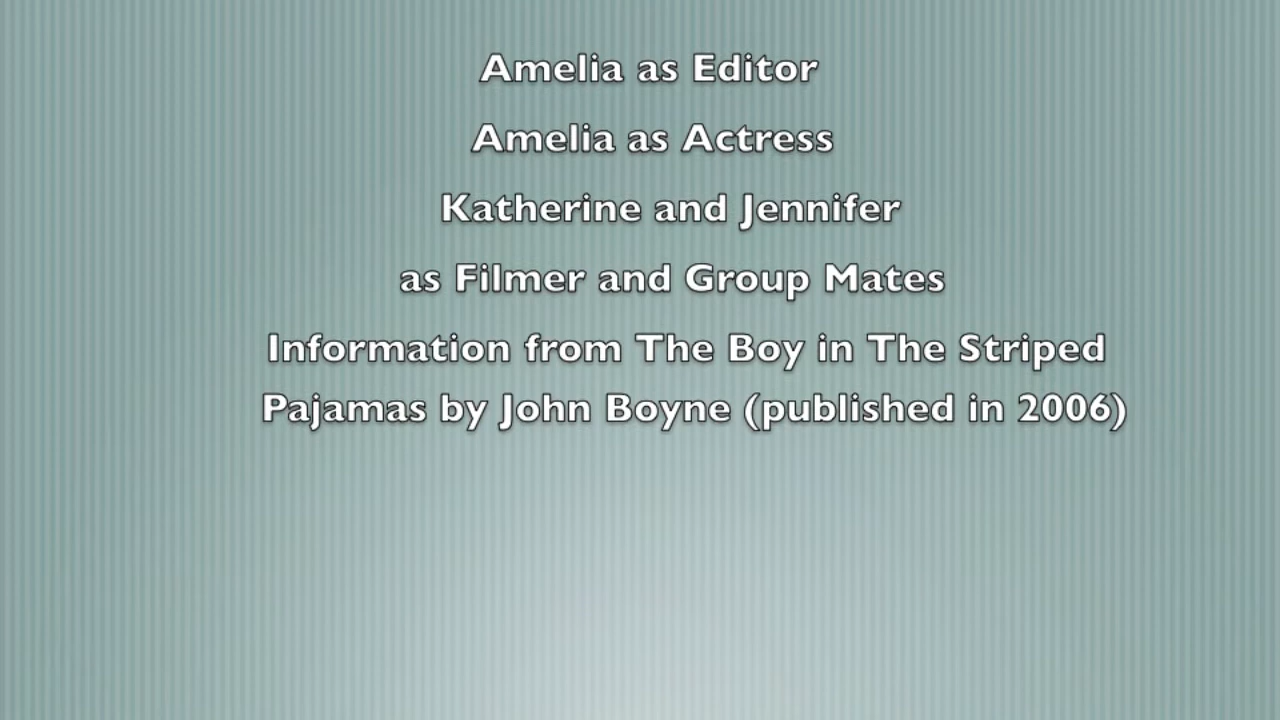 Amelia as Editor
Amelia as Actress
Katherine and Jennifer
as Filmer and Group Mates
Information from The Boy in The Striped
Pajamas by John Boyne (published in 2006)